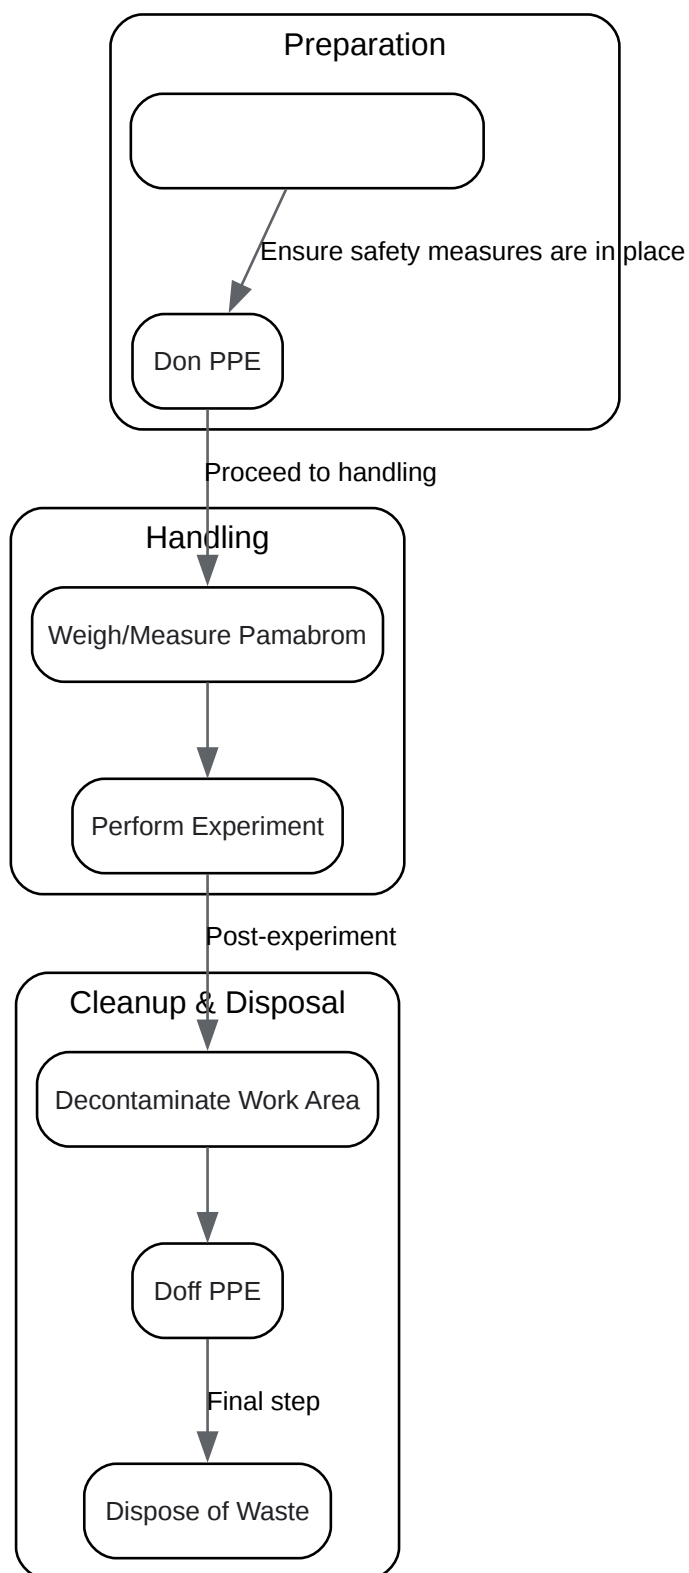 Preparation
Ensure safety measures are in place
Don PPE
Proceed to handling
Handling
Weigh/Measure Pamabrom
Perform Experiment
Post-experiment
Cleanup & Disposal
Decontaminate Work Area
Doff PPE
Final step
Dispose of Waste